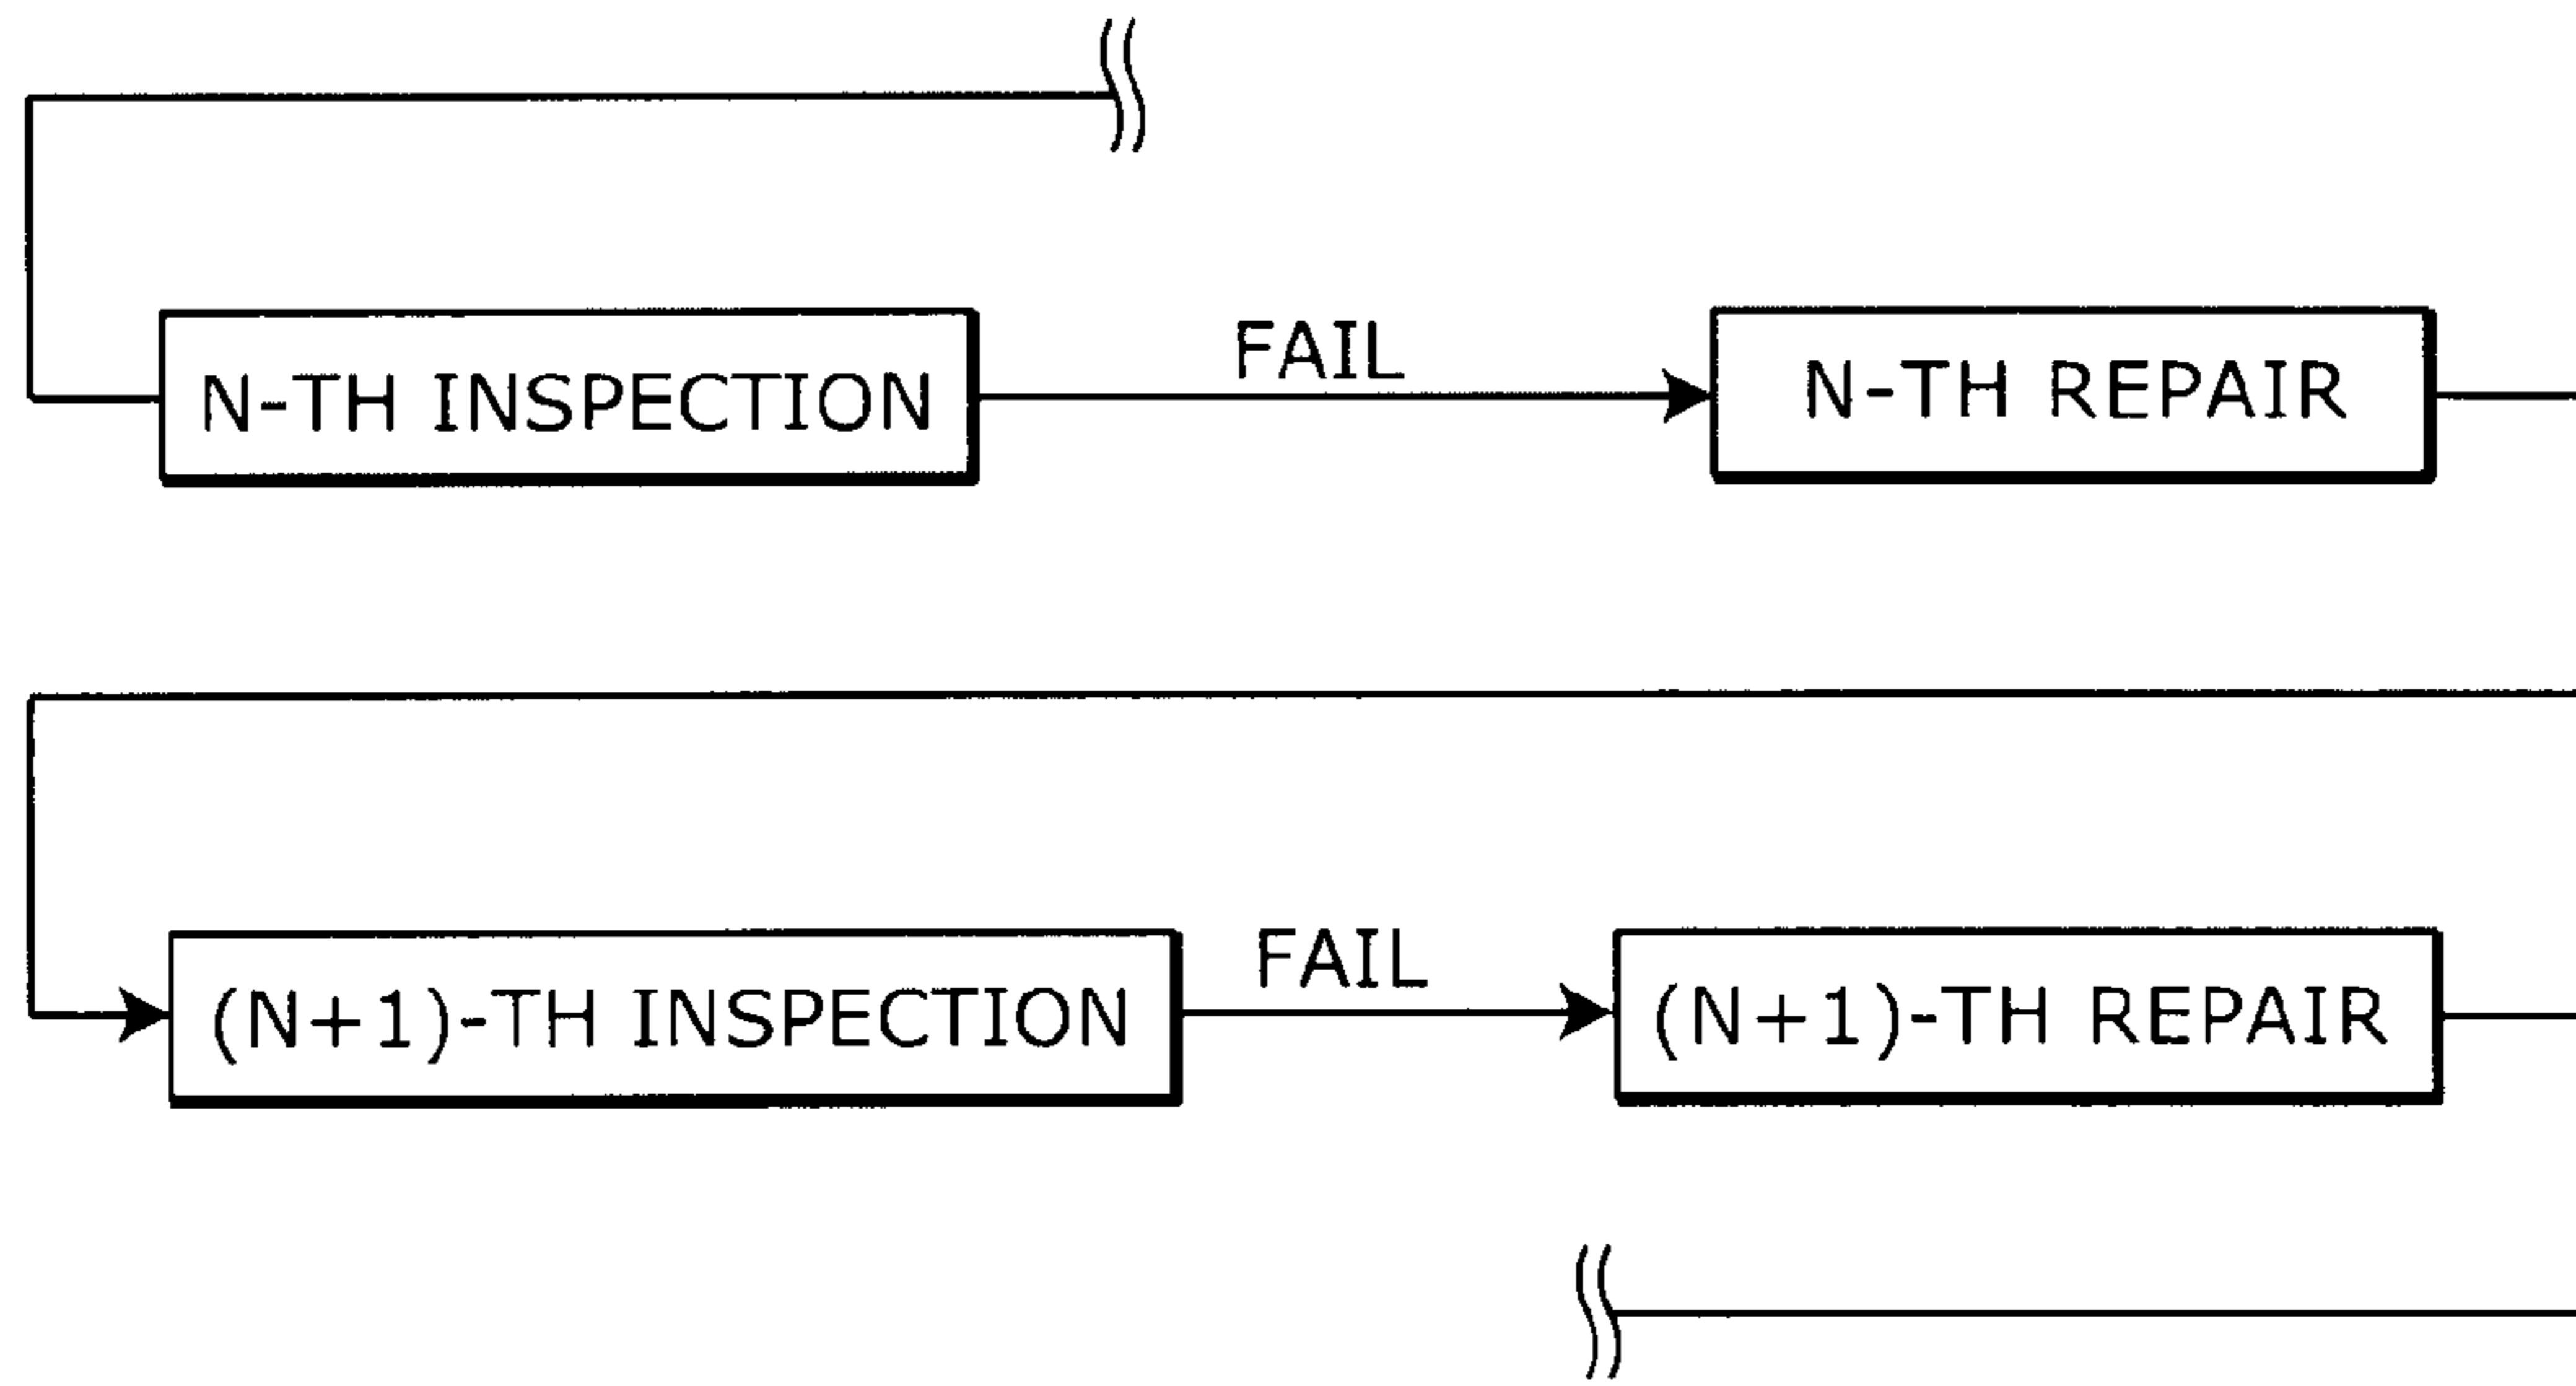 FAIL
N-TH INSPECTION
N-TH REPAIR
FAIL
(N+1)-TH INSPECTION
(N+1)-TH REPAIR